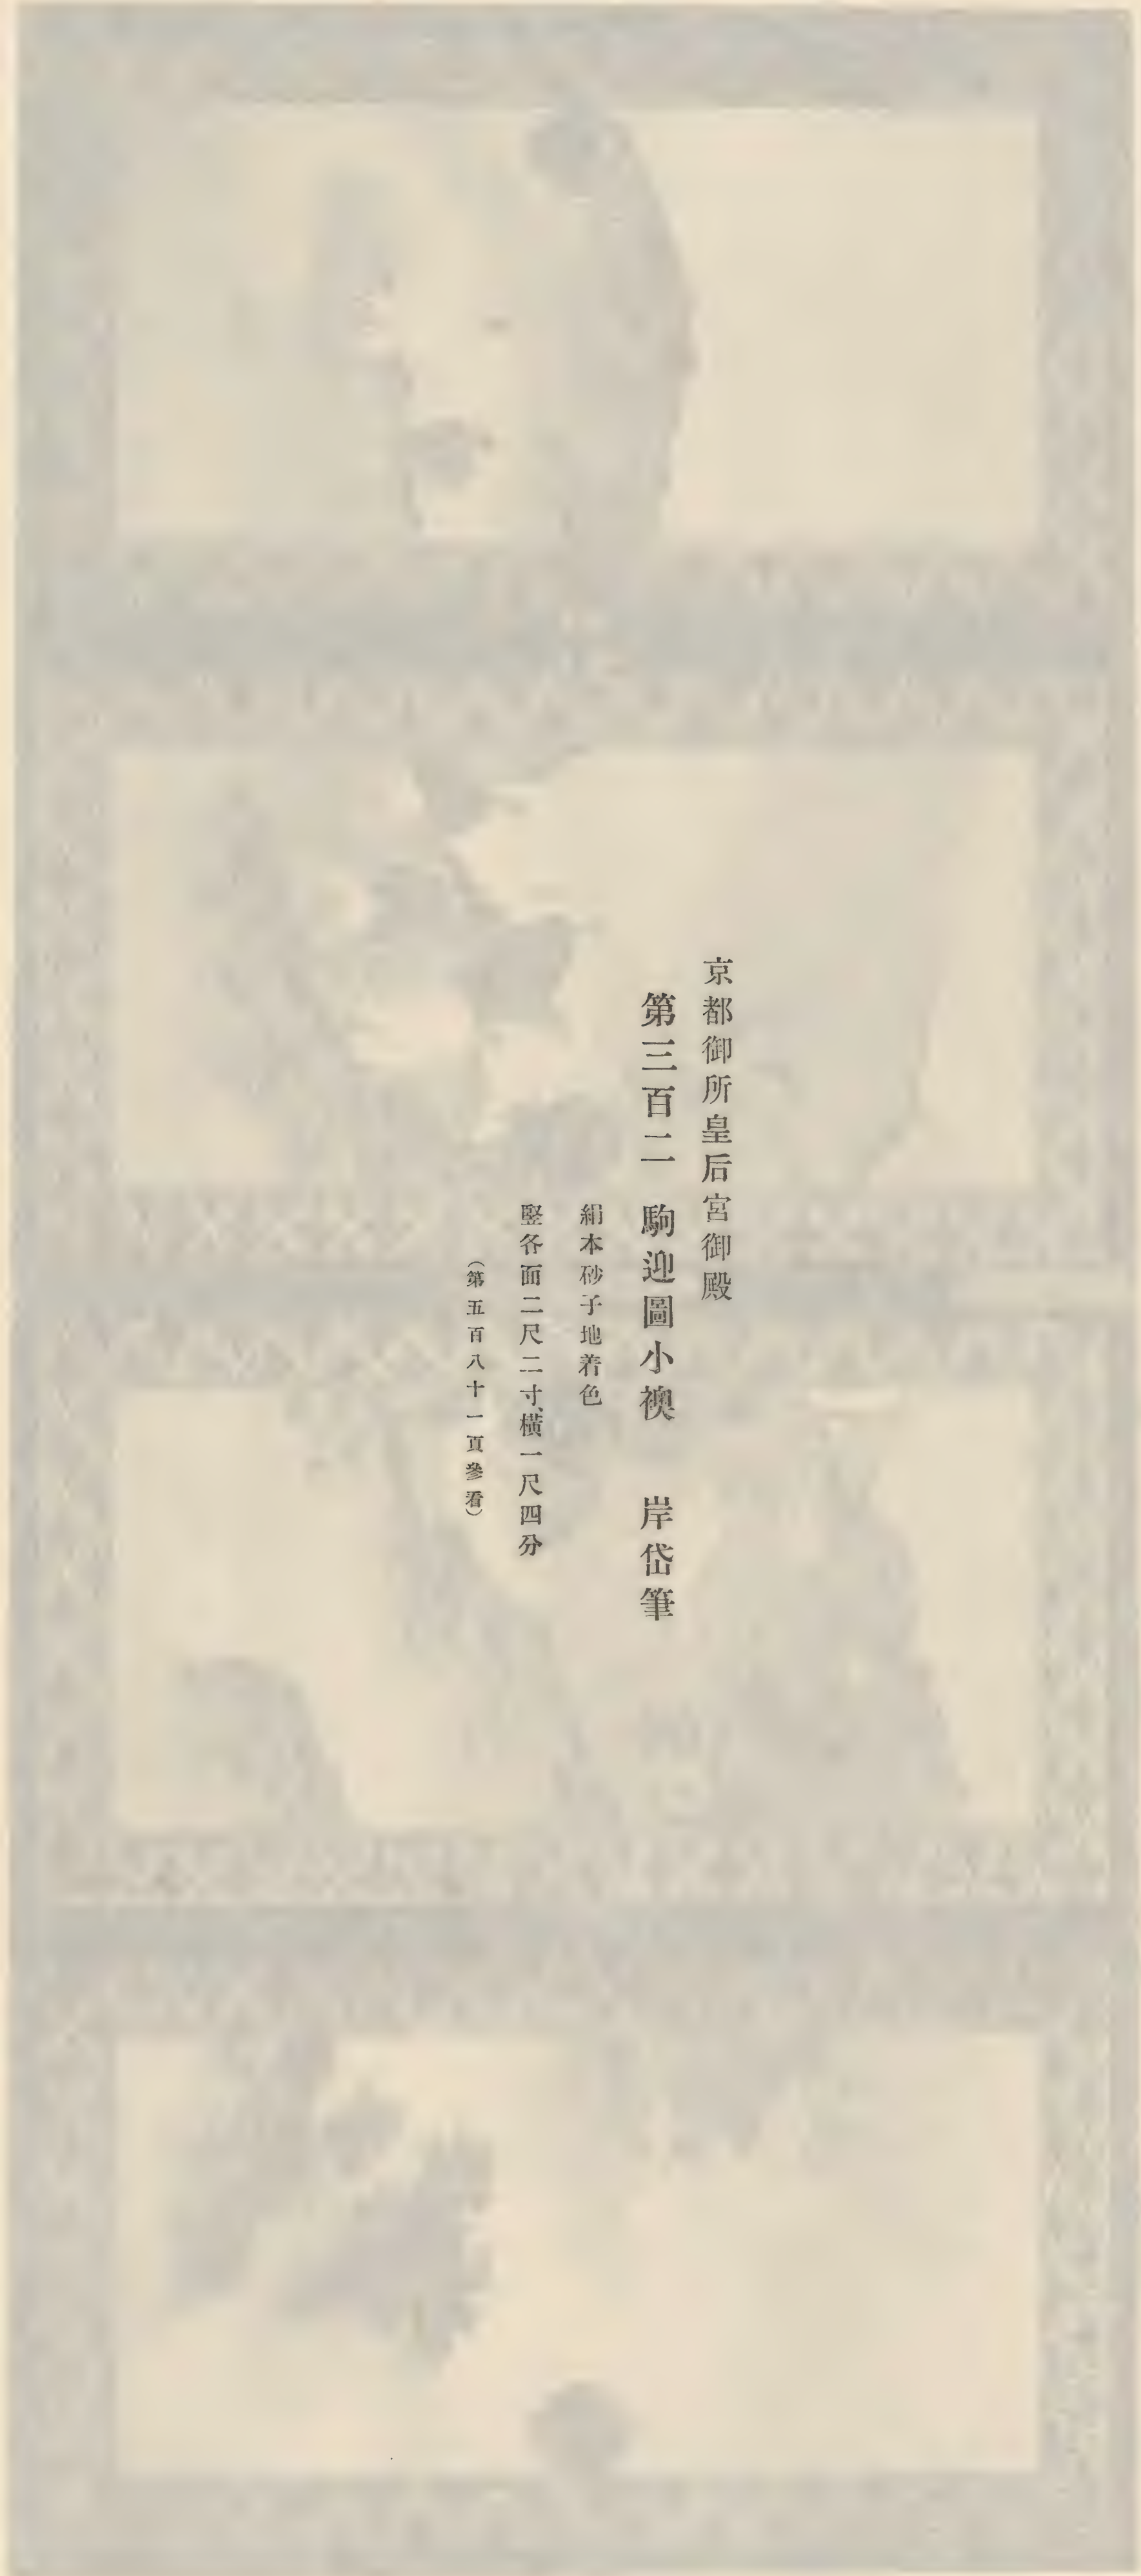 京都御所皇后宮御殿
第三百二　駒迎圖小襖　岸岱筆
絹本砂子地着色
竪各面二尺二寸、横一尺四分
（第五百八十一頁參看）